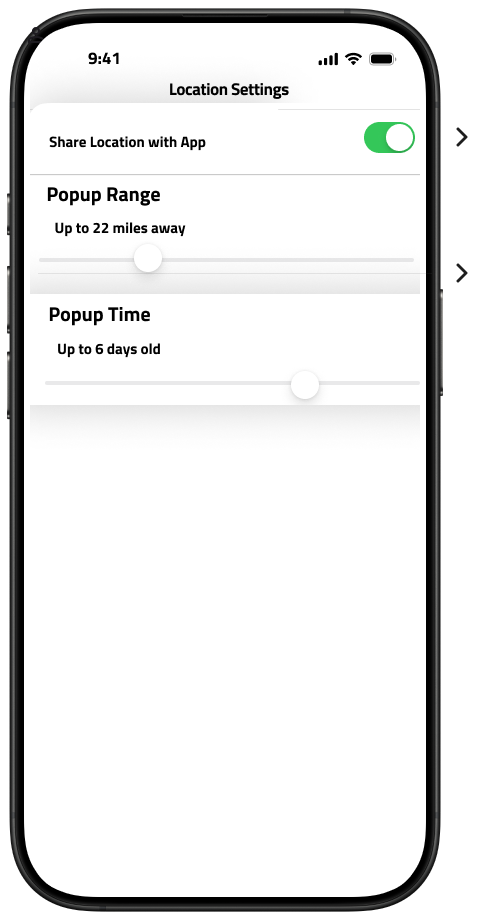 9:41
Location Settings
Share Location with App
Popup Range
Up to 22 miles away
Popup Time
Up to 6 days old